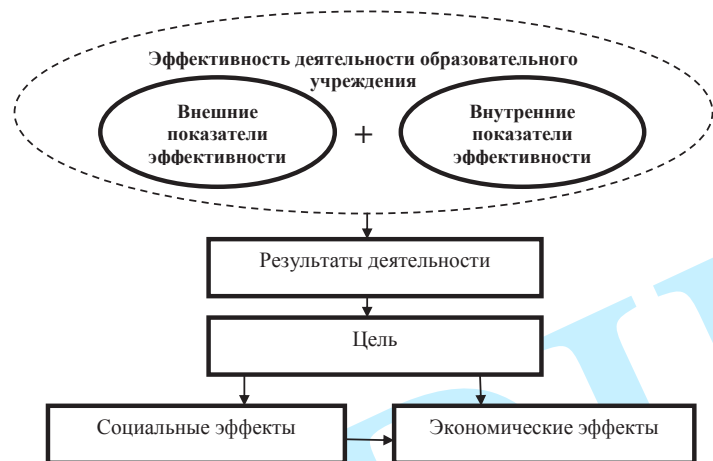 Эффективность деятельности образовательного
учреждения
Внешние
показатели
эффективности
+
Внутренние
показатели
эффективности
Результаты деятельности
Цель
Социальные эффекты
Экономические эффекты